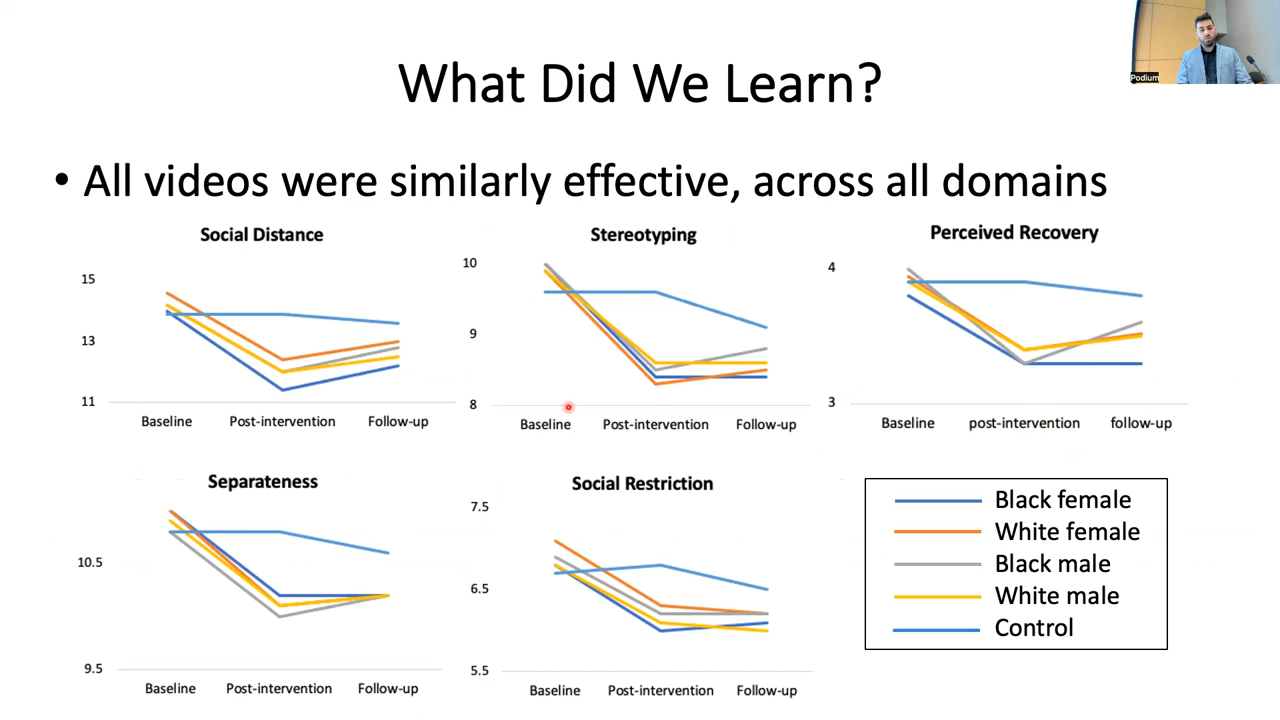 Podium
What Did We Learn?
• All videos were similarly effective, across all domains
Social Distance
15
13
11
Baseline Post-intervention Follow-up
Stereotyping
10
9
8
Baseline Post-intervention Follow-up
Perceived Recovery
4
3
Baseline post-intervention follow-up
Separateness
10.5
9.5
Baseline Post-intervention Follow-up
Social Restriction
7.5
6.5
5.5
Baseline Post-intervention Follow-up
Black female
White female
Black male
White male
Control